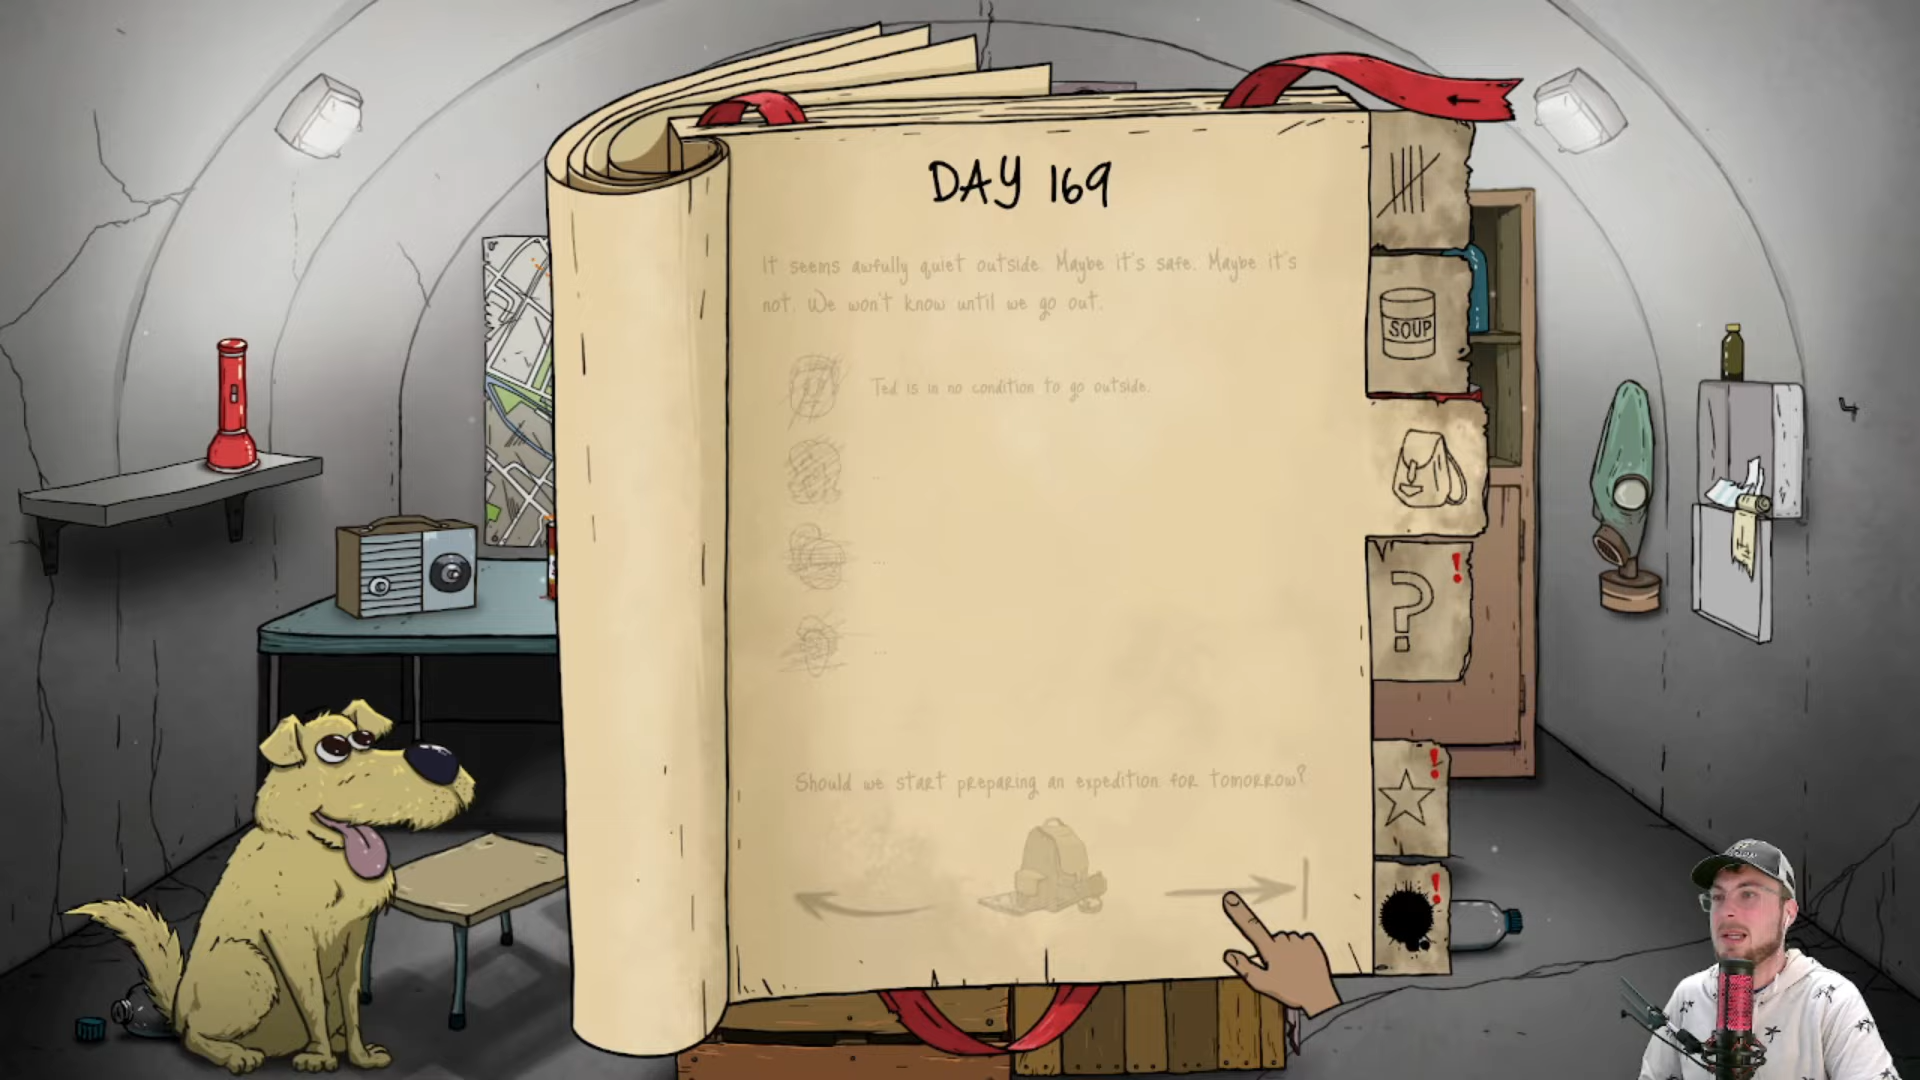 DAY 169
It seems awfully quiet outside. Maybe it's safe. Maybe it's
not. We won't know until we go out.
Ted is in no condition to go outside.
...
...
...
Should we start preparing an expedition for tomorrow?
SOUP
?
!
!
!